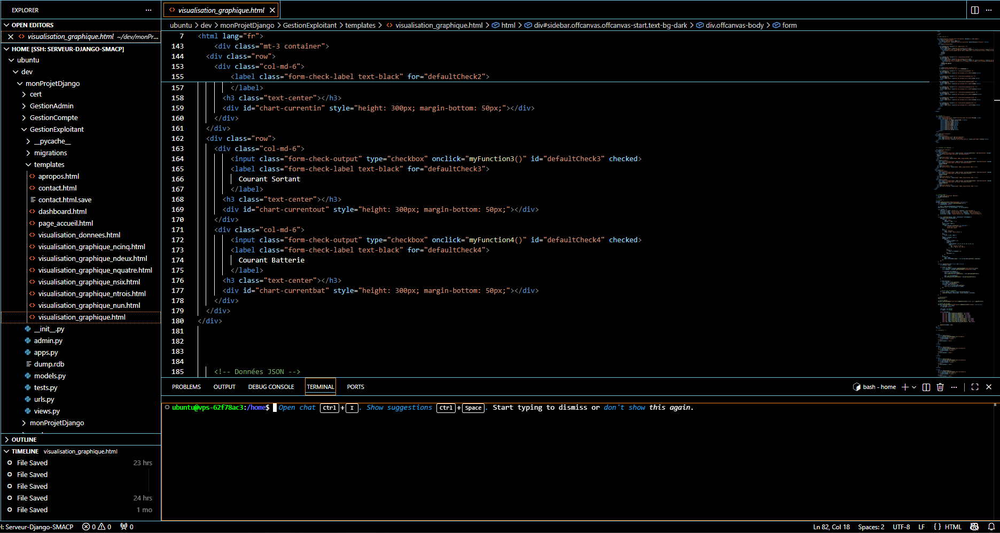 EXPLORER
visualisation_graphique.html
OPEN EDITORS
visualisation_graphique.html ~/dev/monPr...
HOME [SSH: SERVEUR-DJANGO-SMACP]
ubuntu
dev
monProjetDjango
cert
GestionAdmin
GestionCompte
GestionExploitant
__pycache__
migrations
templates
apropos.html
contact.html
contact.html.save
dashboard.html
page_accueil.html
visualisation_donnees.html
visualisation_graphique_ncinq.html
visualisation_graphique_ndeux.html
visualisation_graphique_nquatre.html
visualisation_graphique_nsix.html
visualisation_graphique_ntrois.html
visualisation_graphique_nun.html
visualisation_graphique.html
__init__.py
admin.py
apps.py
dump.rdb
models.py
tests.py
urls.py
views.py
monProjetDjango
OUTLINE
TIMELINE visualisation_graphique.html
File Saved 23 hrs
File Saved
File Saved
File Saved 24 hrs
File Saved 1 mo
ubuntu > dev > monProjetDjango > GestionExploitant > templates > visualisation_graphique.html > html > div#sidebar.offcanvas.offcanvas-start.text-bg-dark > div.offcanvas-body > form
7 <html lang="fr">
143 <div class="mt-3 container">
144 <div class="row">
153 <div class="col-md-6">
155 <label class="form-check-label text-black" for="defaultCheck2">
157 </label>
158 <h3 class="text-center"></h3>
159 <div id="chart-currentin" style="height: 300px; margin-bottom: 50px;"></div>
160 </div>
161 </div>
162 <div class="row">
163 <div class="col-md-6">
164 <input class="form-check-output" type="checkbox" onclick="myFunction3()" id="defaultCheck3" checked>
165 <label class="form-check-label text-black" for="defaultCheck3">
166 Courant Sortant
167 </label>
168 <h3 class="text-center"></h3>
169 <div id="chart-currentout" style="height: 300px; margin-bottom: 50px;"></div>
170 </div>
171 <div class="col-md-6">
172 <input class="form-check-output" type="checkbox" onclick="myFunction4()" id="defaultCheck4" checked>
173 <label class="form-check-label text-black" for="defaultCheck4">
174 Courant Batterie
175 </label>
176 <h3 class="text-center"></h3>
177 <div id="chart-currentbat" style="height: 300px; margin-bottom: 50px;"></div>
178 </div>
179 </div>
180 </div>
181
182
183
184
185 <!-- Données JSON -->
PROBLEMS OUTPUT DEBUG CONSOLE TERMINAL PORTS
bash - home
ubuntu@vps-62f78ac3:/home$ Open chat Ctrl+I. Show suggestions Ctrl+Space. Start typing to dismiss or don't show this again.
H: Serveur-Django-SMACP 0 0 0
Ln 82, Col 18 Spaces: 2 UTF-8 LF { } HTML